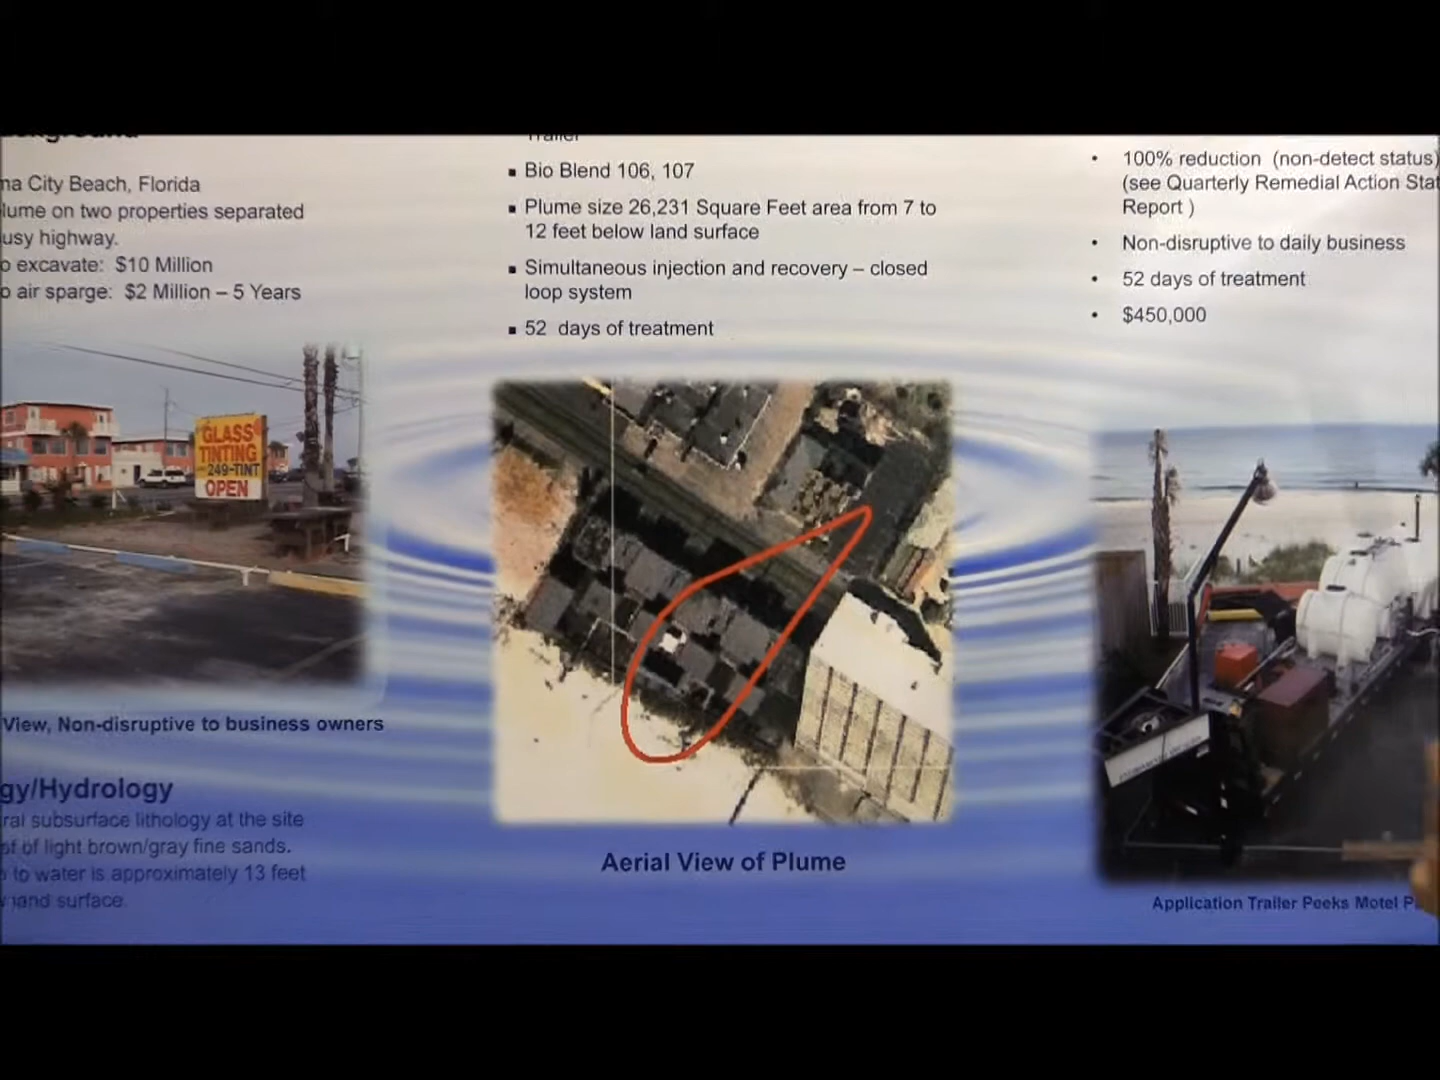 City Beach, Florida
on two properties separated
highway.
excavate: $10 Million
air sparge: $2 Million – 5 Years
GLASS
TINTING
249-TINT
OPEN
View, Non-disruptive to business owners
gy/Hydrology
subsurface lithology at the site
of light brown/gray fine sands.
to water is approximately 13 feet
land surface.
Trailer
▪ Bio Blend 106, 107
▪ Plume size 26,231 Square Feet area from 7 to
12 feet below land surface
▪ Simultaneous injection and recovery – closed
loop system
▪ 52 days of treatment
Aerial View of Plume
• 100% reduction (non-detect status)
(see Quarterly Remedial Action Stat
Report )
• Non-disruptive to daily business
• 52 days of treatment
• $450,000
Application Trailer Peeks Motel